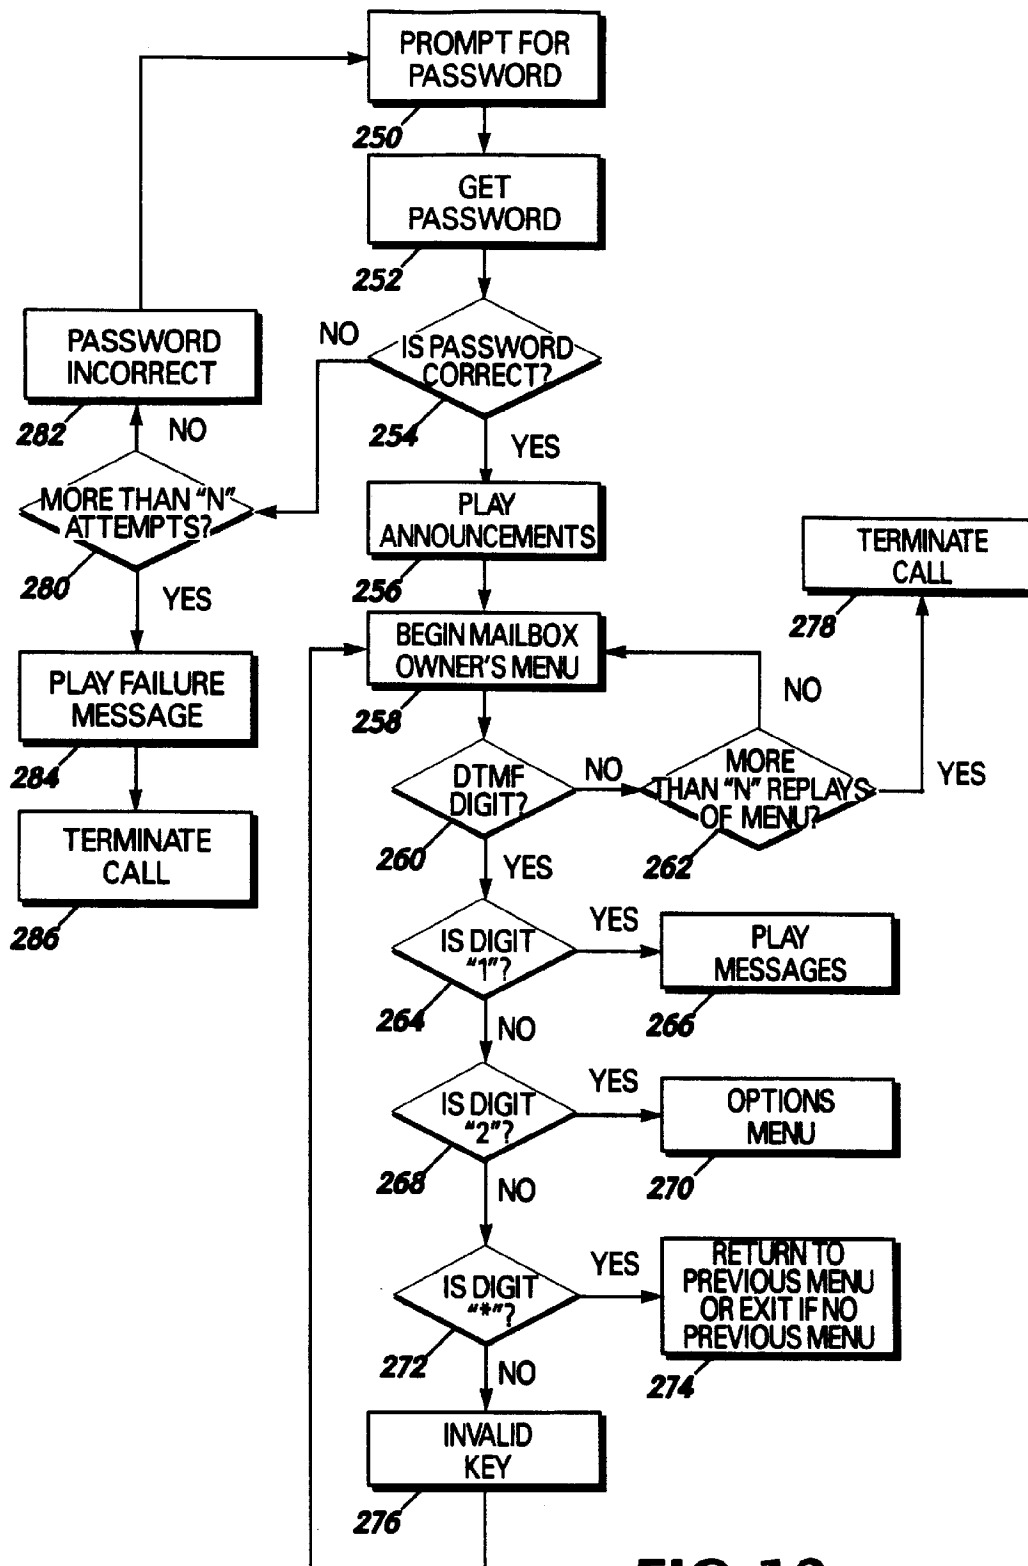 PROMPT FOR
PASSWORD
250
GET
PASSWORD
252
IS PASSWORD
CORRECT?
254
NO
YES
PASSWORD
INCORRECT
282
NO
MORE THAN "N"
ATTEMPTS?
280
YES
PLAY FAILURE
MESSAGE
284
TERMINATE
CALL
286
PLAY
ANNOUNCEMENTS
256
BEGIN MAILBOX
OWNER'S MENU
258
TERMINATE
CALL
278
NO
DTMF
DIGIT?
260
NO
MORE
THAN "N" REPLAYS
OF MENU?
262
YES
YES
IS DIGIT
"1"?
264
YES
PLAY
MESSAGES
266
NO
IS DIGIT
"2"?
268
YES
OPTIONS
MENU
270
NO
IS DIGIT
"*"?
272
YES
RETURN TO
PREVIOUS MENU
OR EXIT IF NO
PREVIOUS MENU
274
NO
INVALID
KEY
276